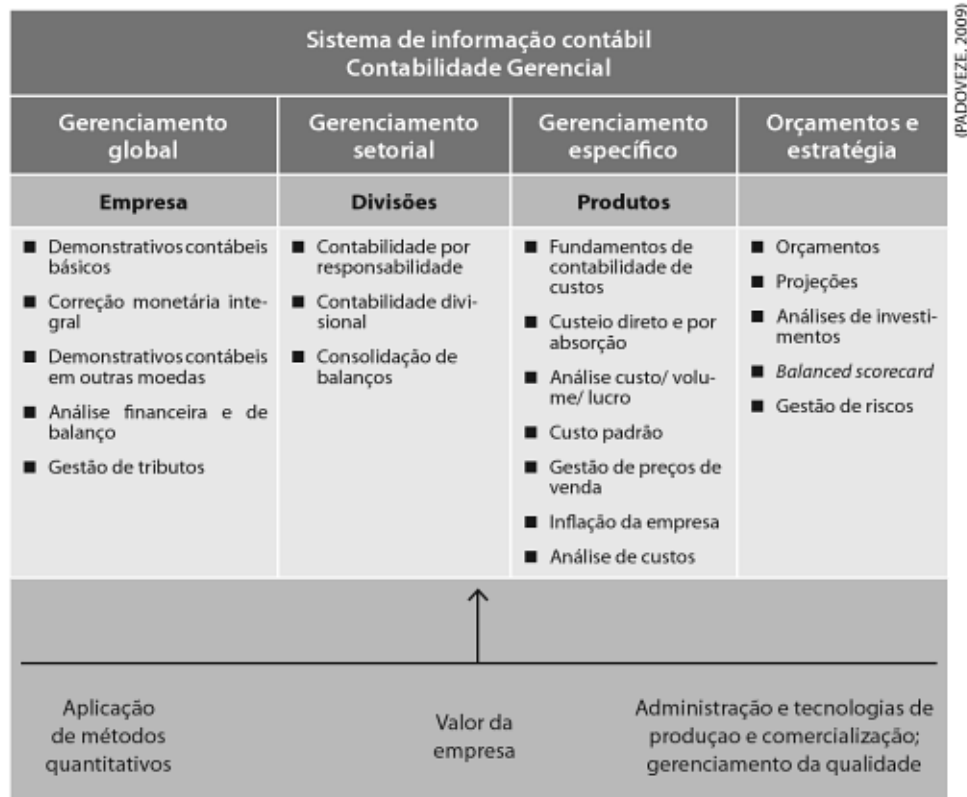 (PADOVEZE, 2009)
Sistema de informação contábil
Contabilidade Gerencial
Gerenciamento
global
Gerenciamento
setorial
Gerenciamento
específico
Orçamentos e
estratégia
Empresa
Divisões
Produtos
■ Demonstrativos contábeis
básicos
■ Correção monetária inte-
gral
■ Demonstrativos contábeis
em outras moedas
■ Análise financeira e de
balanço
■ Gestão de tributos
■ Contabilidade por
responsabilidade
■ Contabilidade divi-
sional
■ Consolidação de
balanços
■ Fundamentos de
contabilidade de
custos
■ Custeio direto e por
absorção
■ Análise custo/ volu-
me/ lucro
■ Custo padrão
■ Gestão de preços de
venda
■ Inflação da empresa
■ Análise de custos
■ Orçamentos
■ Projeções
■ Análises de investi-
mentos
■ Balanced scorecard
■ Gestão de riscos
Aplicação
de métodos
quantitativos
Valor da
empresa
Administração e tecnologias de
produçao e comercialização;
gerenciamento da qualidade